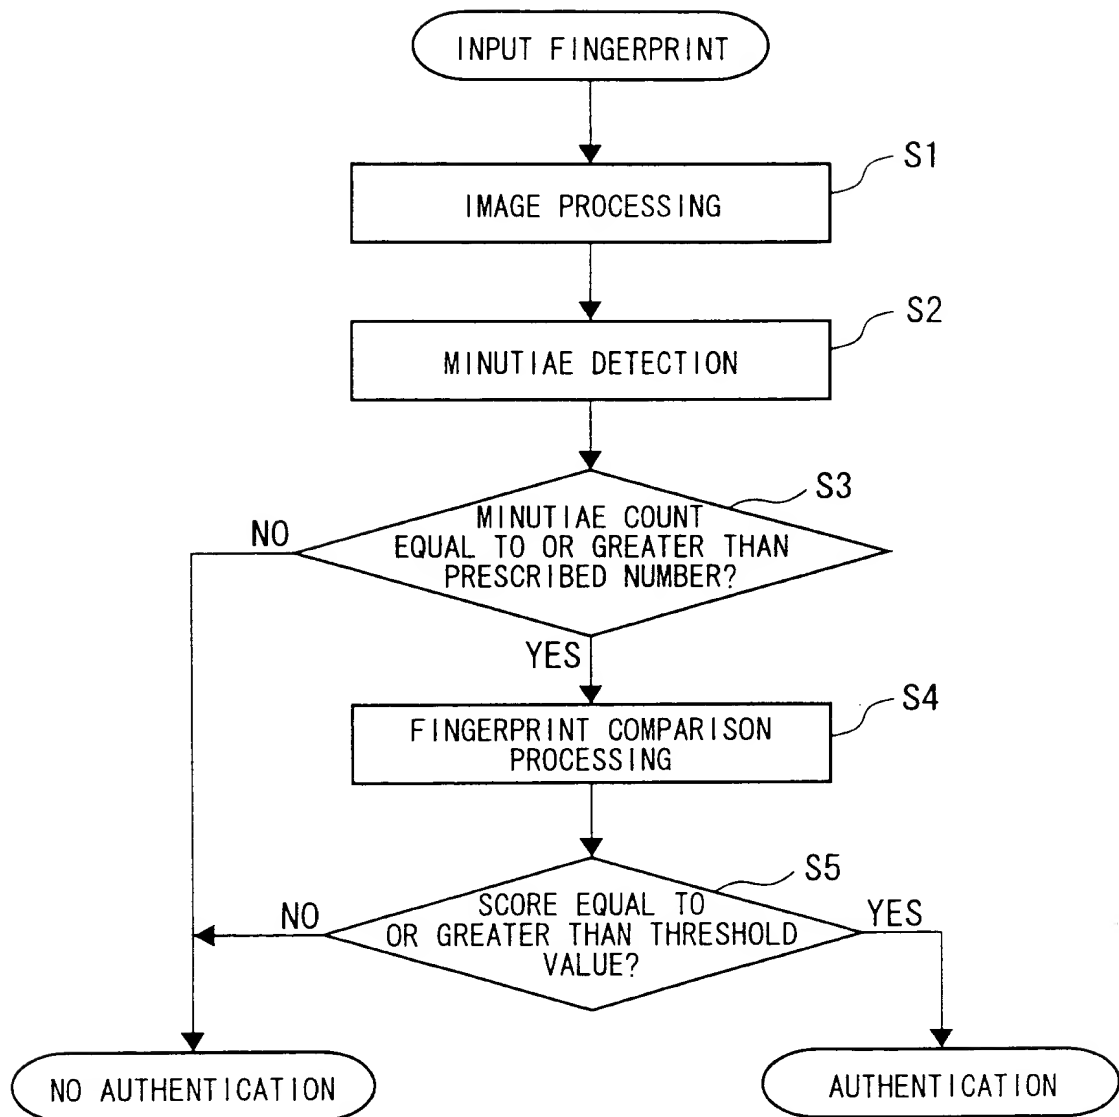 INPUT FINGERPRINT
S1
IMAGE PROCESSING
S2
MINUTIAE DETECTION
S3
MINUTIAE COUNT
EQUAL TO OR GREATER THAN
PRESCRIBED NUMBER?
NO
YES
S4
FINGERPRINT COMPARISON
PROCESSING
S5
SCORE EQUAL TO
OR GREATER THAN THRESHOLD
VALUE?
NO
YES
NO AUTHENTICATION
AUTHENTICATION